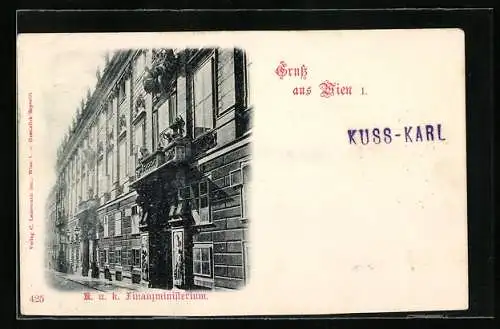 Gruß
aus Wien I.
KUSS-KARL
K. u. k. Finanzministerium.
425